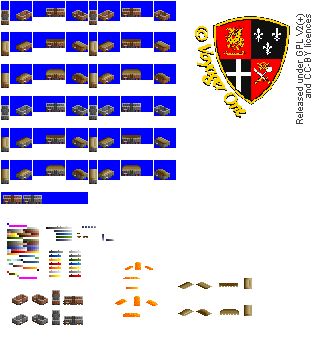 © Voyager One
Released under GPL V2(+)
and CC-BY licences